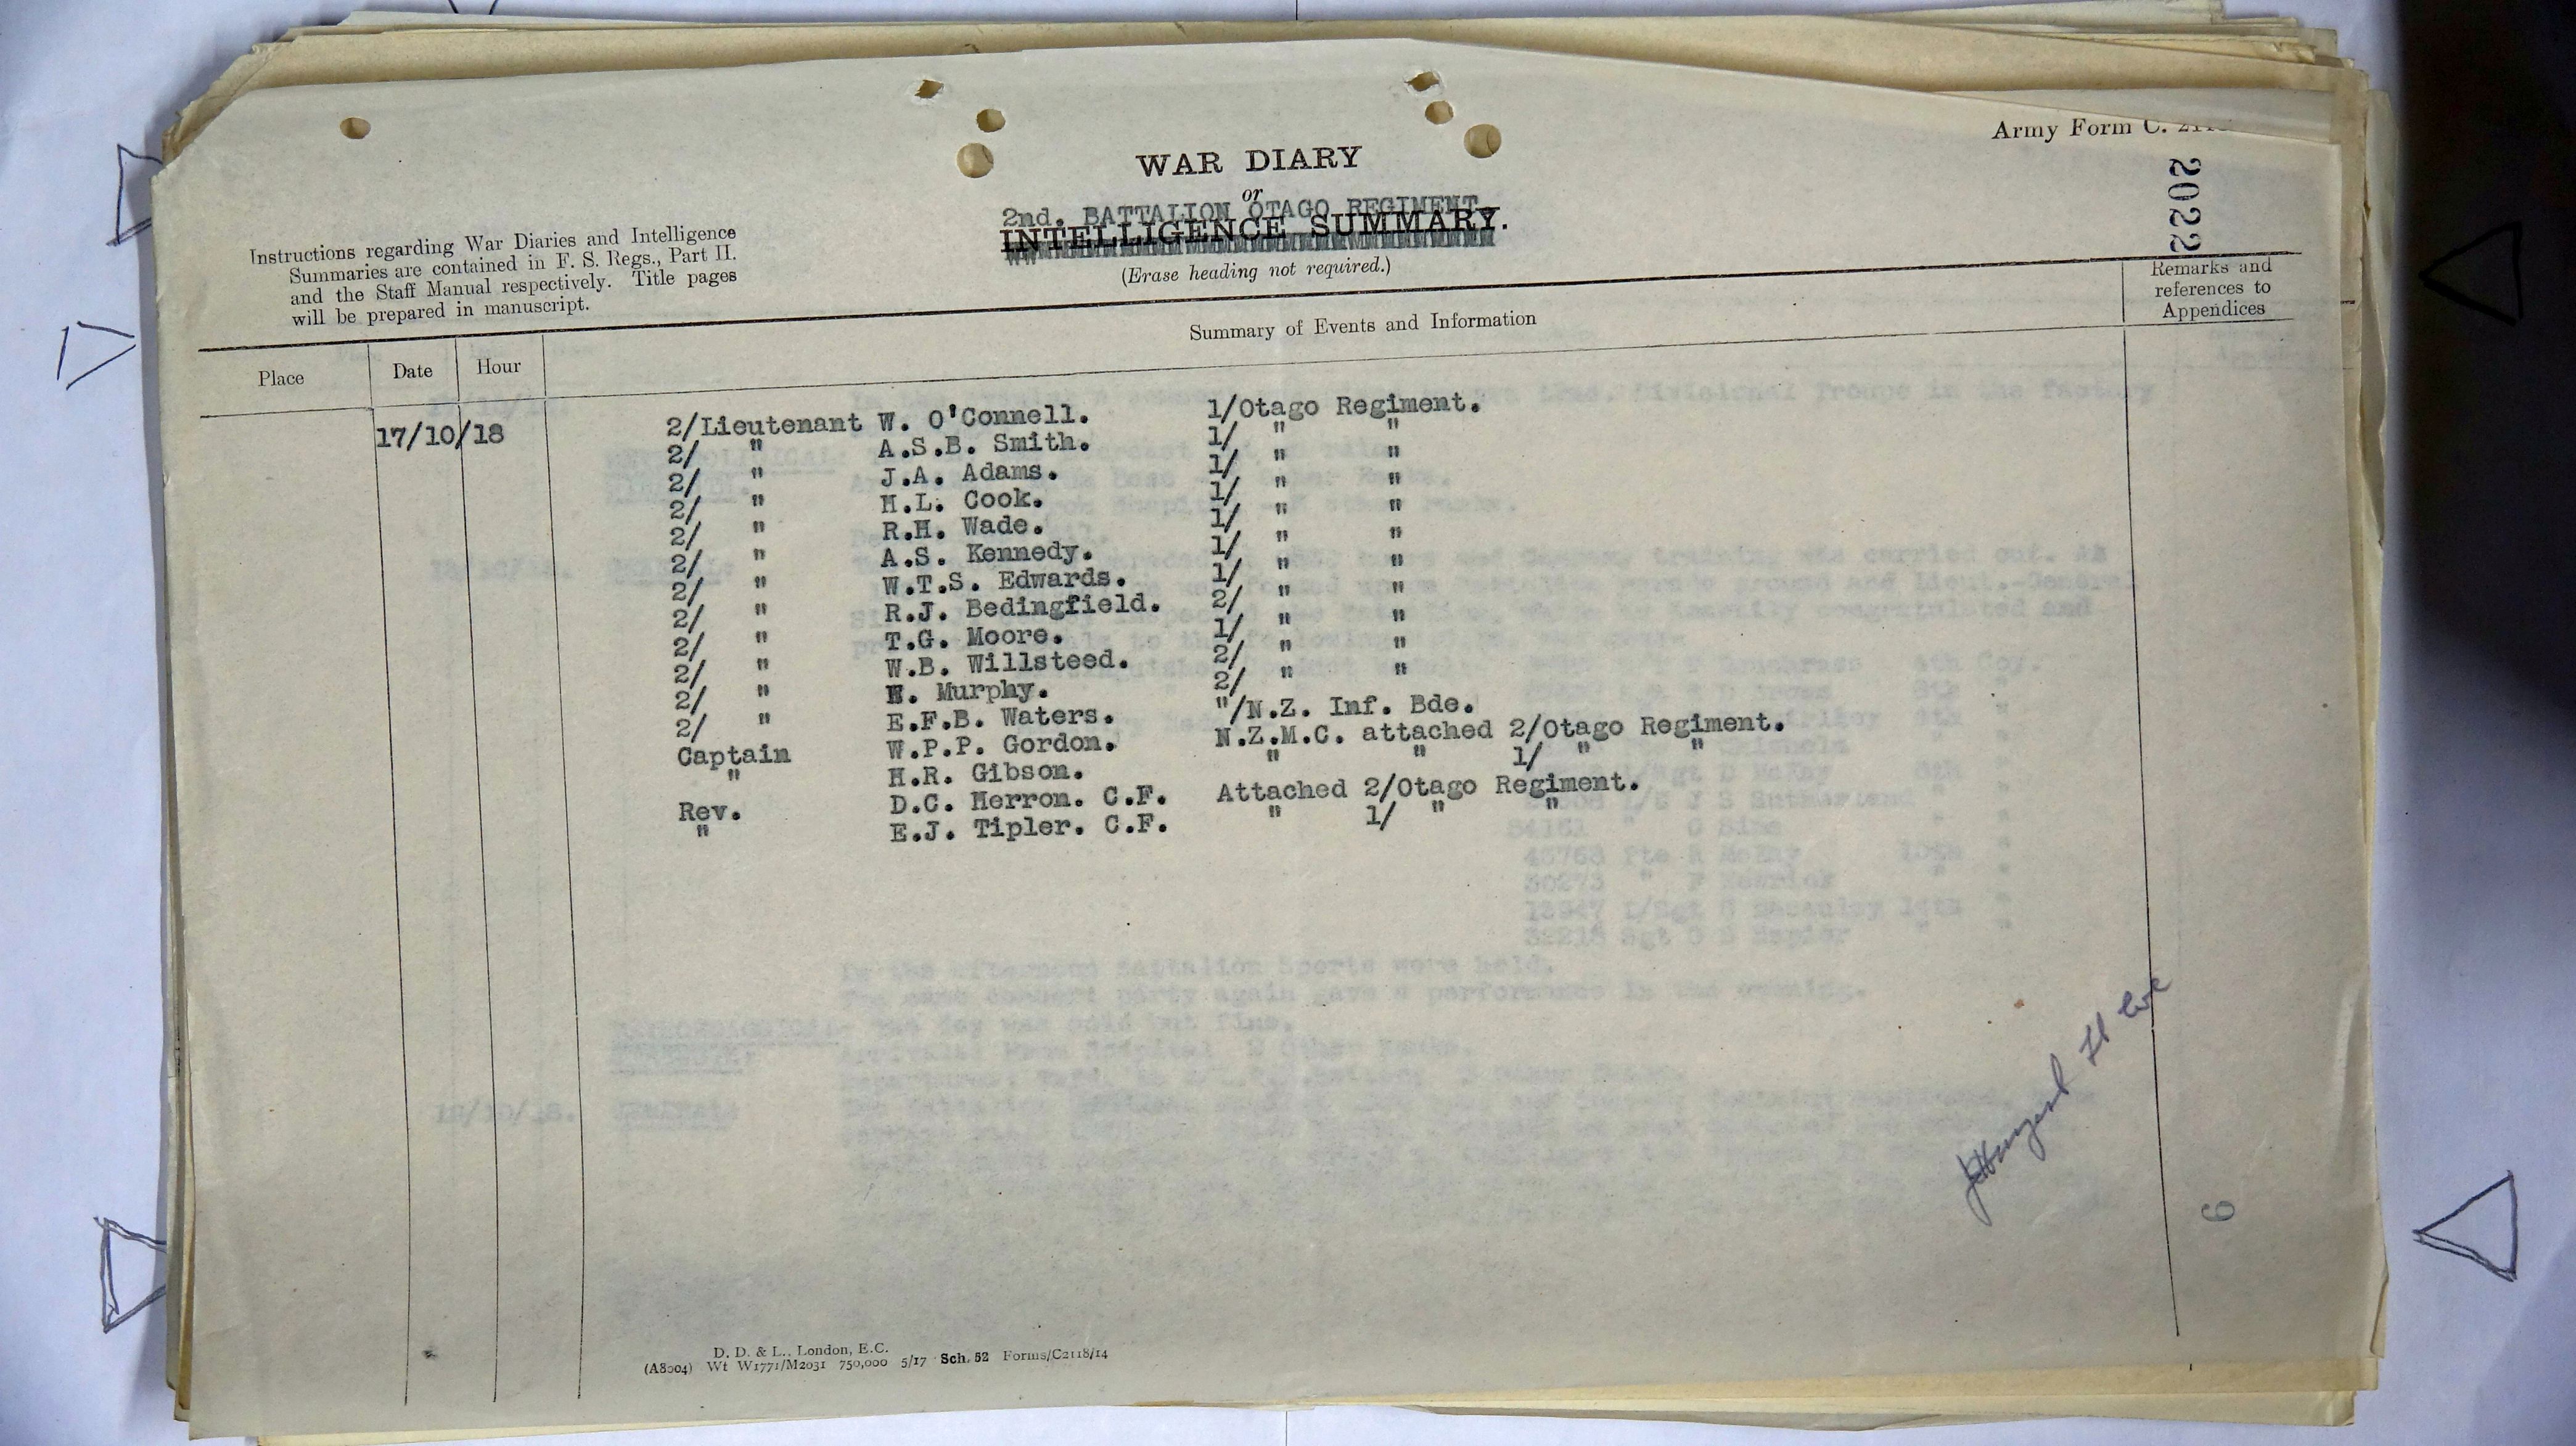 Army Form C.
2022
WAR DIARY
or
2nd. BATTALION OTAGO REGIMENT.
INTELLIGENCE SUMMARY.
(Erase heading not required.)
Instructions regarding War Diaries and Intelligence
Summaries are contained in F. S. Regs., Part II.
and the Staff Manual respectively. Title pages
will be prepared in manuscript.
Place Date Hour Summary of Events and Information Remarks and
references to
Appendices
17/10/18 2/Lieutenant W. O'Connell. 1/Otago Regiment.
2/ " A.S.B. Smith. 1/ " "
2/ " J.A. Adams. 1/ " "
2/ " H.L. Cook. 1/ " "
2/ " R.H. Wade. 1/ " "
2/ " A.S. Kennedy. 1/ " "
2/ " W.T.S. Edwards. 1/ " "
2/ " R.J. Bedingfield. 2/ " "
2/ " T.G. Moore. 1/ " "
2/ " W.B. Willsteed. 2/ " "
2/ " Murphy. 2/ " "
2/ " E.F.B. Waters. "/N.Z. Inf. Bde.
Captain W.P.P. Gordon. N.Z.M.C. attached 2/Otago Regiment.
" H.R. Gibson. " " 1/ " "
Rev. D.C. Herron. C.F. Attached 2/Otago Regiment.
" E.J. Tipler. C.F. " 1/ " "
9
D. D. & L., London, E.C.
(A8004) Wt W1771/M2031 750,000 5/17 Sch. 52 Forms/C2118/14